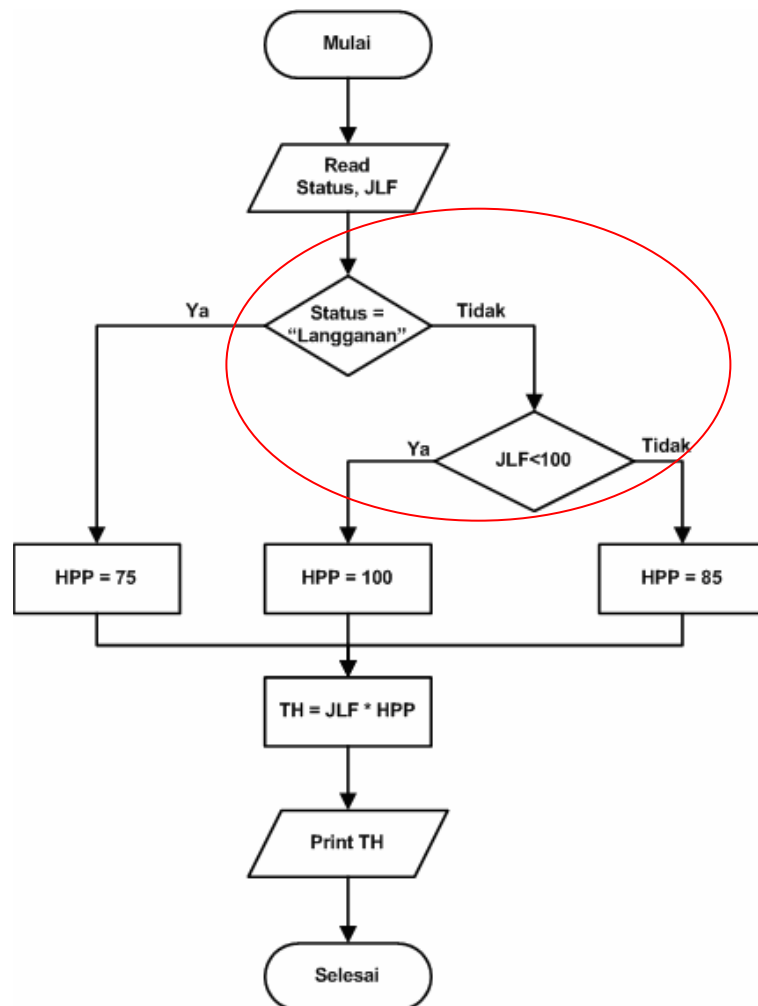 Mulai
Read
Status, JLF
Ya
Status =
“Langganan”
Tidak
Ya
JLF<100
Tidak
HPP = 75
HPP = 100
HPP = 85
TH = JLF * HPP
Print TH
Selesai